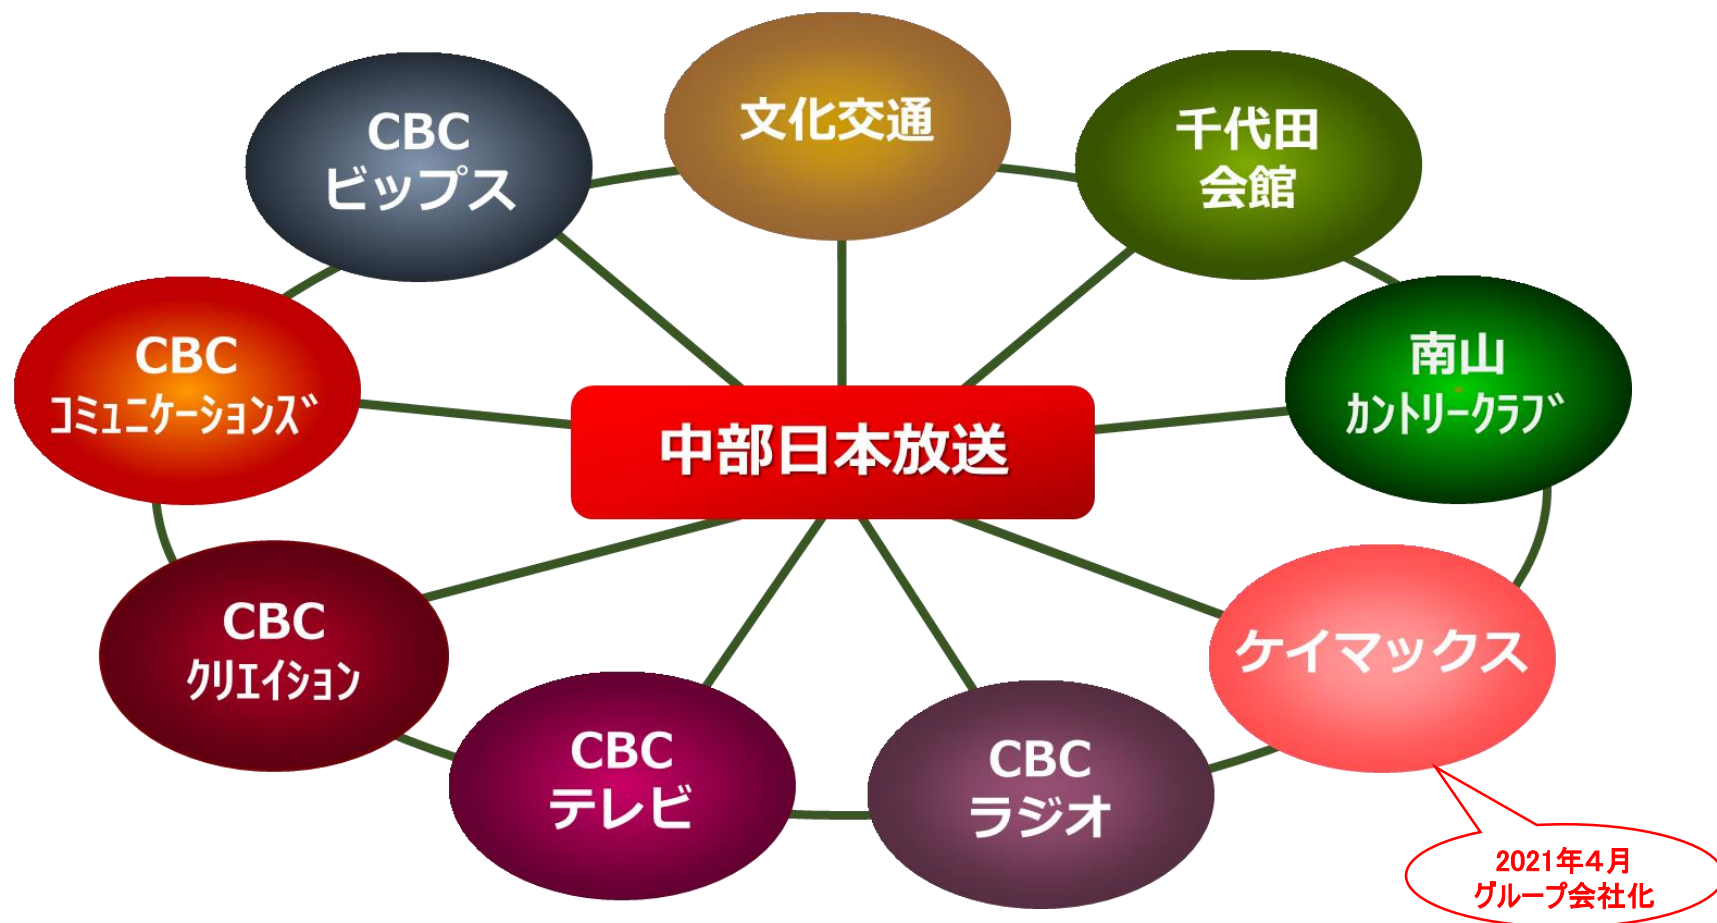 文化交通
CBC
ビップス
千代田
会館
CBC
ｺﾐｭﾆｹｰｼｮﾝｽﾞ
南山
ｶﾝﾄﾘｰｸﾗﾌﾞ
中部日本放送
CBC
ｸﾘｴｲｼｮﾝ
ケイマックス
CBC
テレビ
CBC
ラジオ
2021年4月
グループ会社化